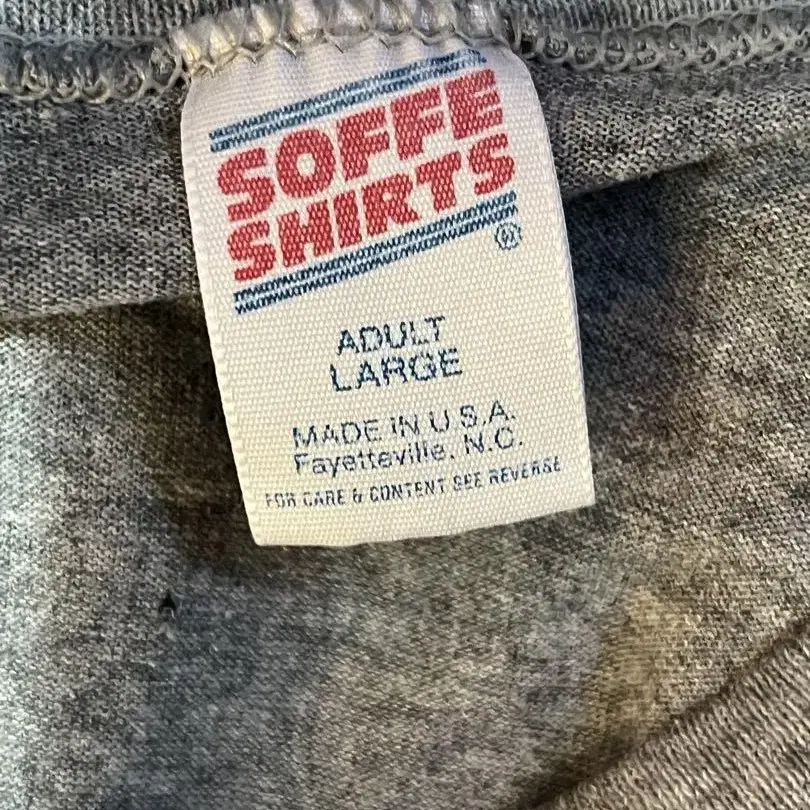 SOFFE
SHIRTS
®
ADULT
LARGE
MADE IN U.S.A.
Fayetteville, N.C.
FOR CARE & CONTENT SEE REVERSE